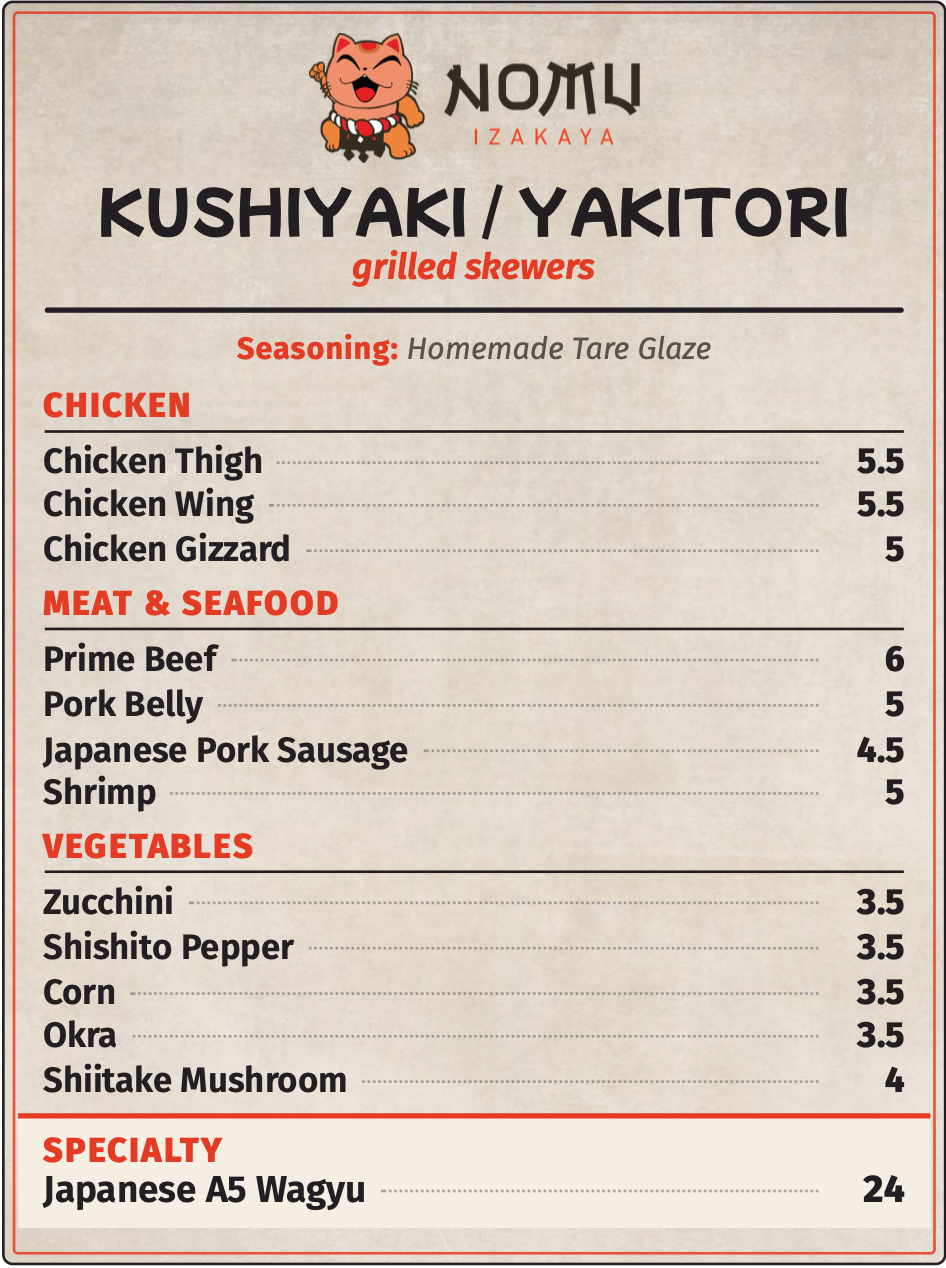 NOMU
IZAKAYA
KUSHIYAKI / YAKITORI
grilled skewers
Seasoning: Homemade Tare Glaze
CHICKEN
Chicken Thigh 5.5
Chicken Wing 5.5
Chicken Gizzard 5
MEAT & SEAFOOD
Prime Beef 6
Pork Belly 5
Japanese Pork Sausage 4.5
Shrimp 5
VEGETABLES
Zucchini 3.5
Shishito Pepper 3.5
Corn 3.5
Okra 3.5
Shiitake Mushroom 4
SPECIALTY
Japanese A5 Wagyu 24